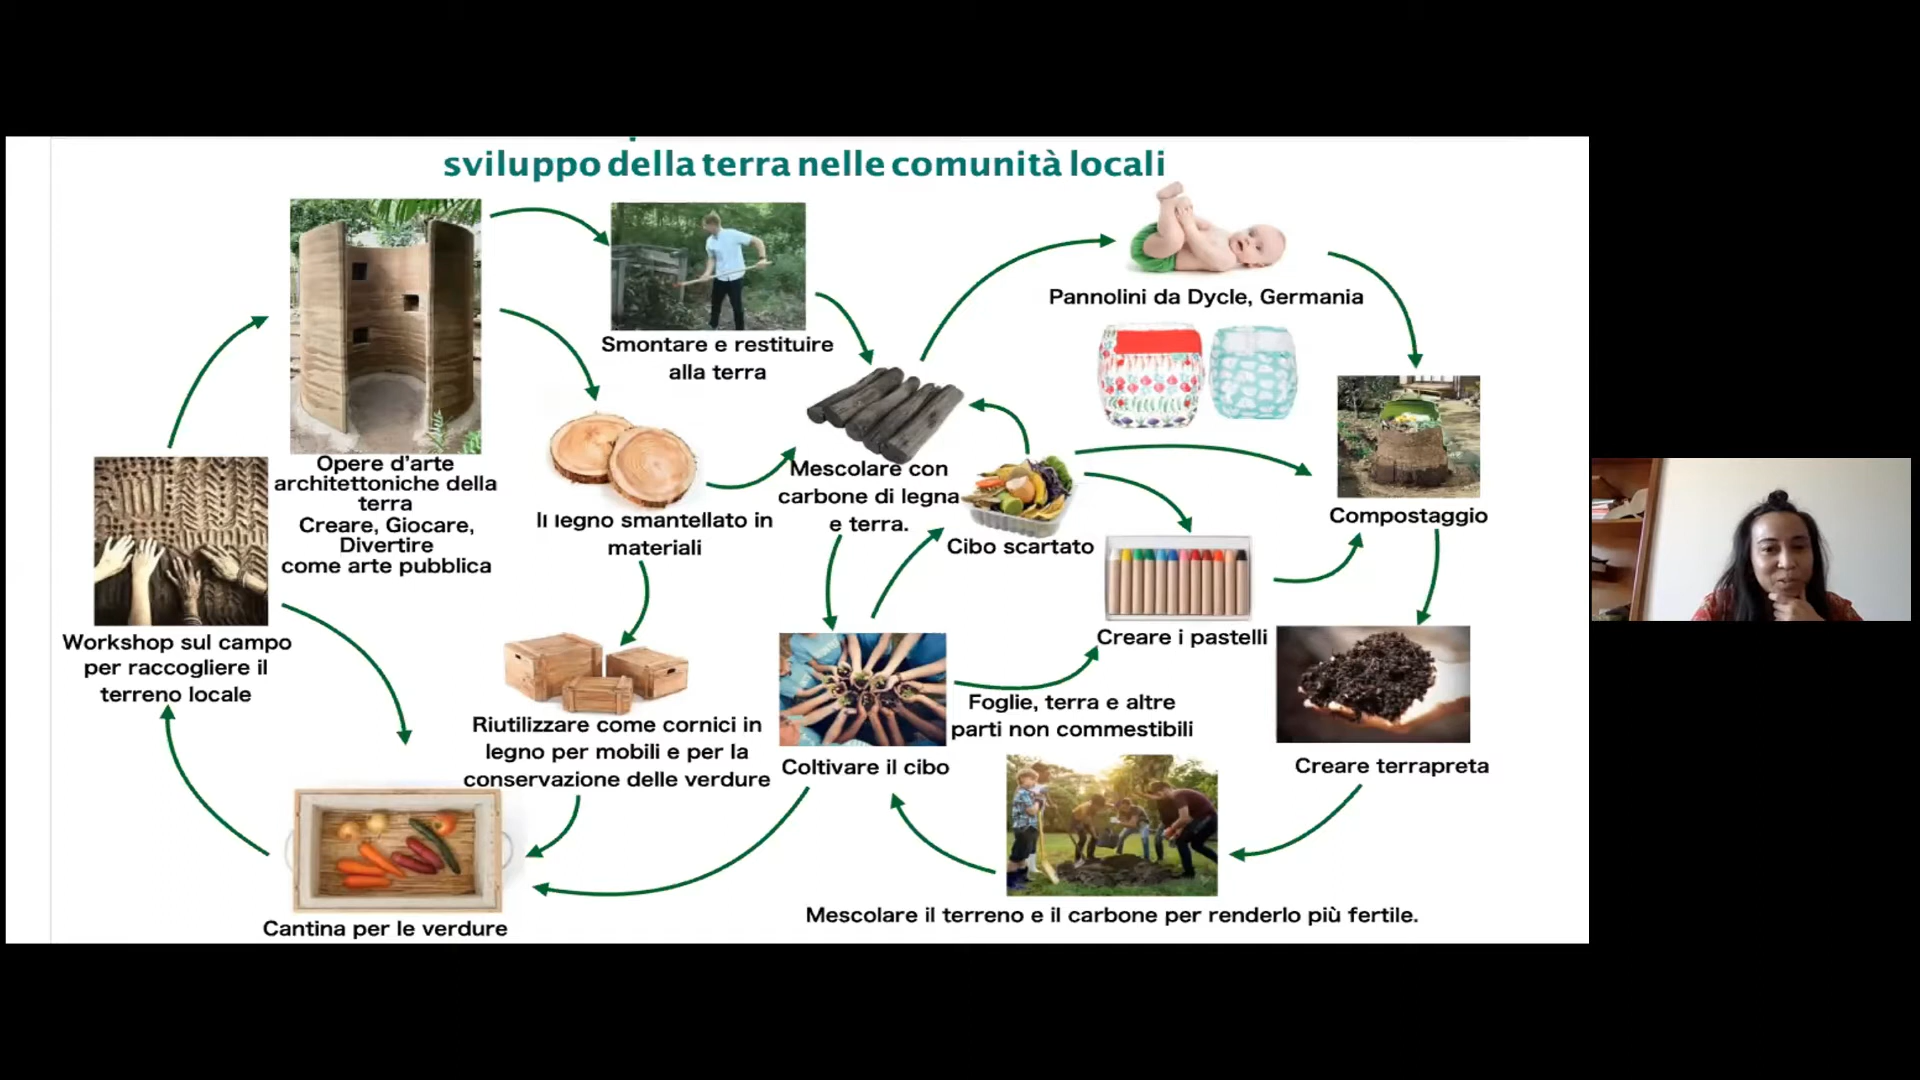 sviluppo della terra nelle comunità locali
Pannolini da Dycle, Germania
Smontare e restituire
alla terra
Opere d'arte
architettoniche della
terra
Creare, Giocare,
Divertire
come arte pubblica
Mescolare con
carbone di legna
e terra.
Il legno smantellato in
materiali
Cibo scartato
Compostaggio
Workshop sul campo
per raccogliere il
terreno locale
Creare i pastelli
Riutilizzare come cornici in
legno per mobili e per la
conservazione delle verdure
Foglie, terra e altre
parti non commestibili
Coltivare il cibo
Creare terrapreta
Cantina per le verdure
Mescolare il terreno e il carbone per renderlo più fertile.